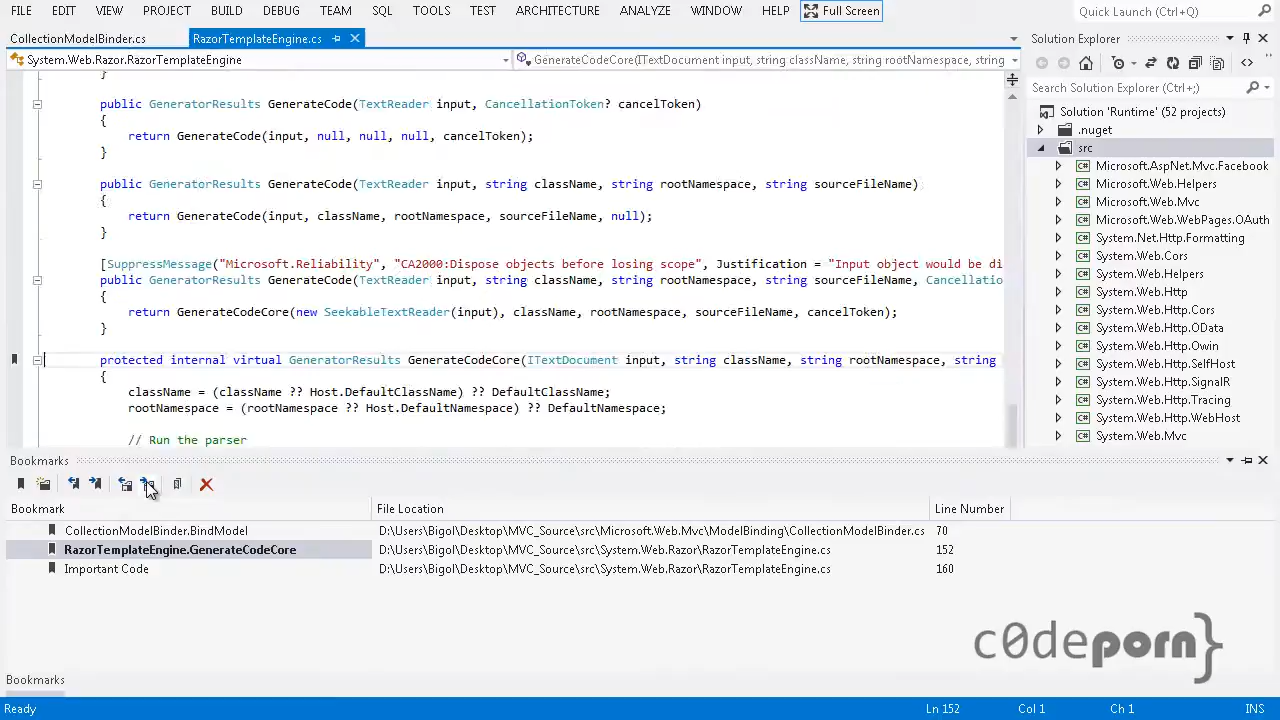 FILE EDIT VIEW PROJECT BUILD DEBUG TEAM SQL TOOLS TEST ARCHITECTURE ANALYZE WINDOW HELP Full Screen Quick Launch (Ctrl+Q)
CollectionModelBinder.cs RazorTemplateEngine.cs
System.Web.Razor.RazorTemplateEngine GenerateCodeCore(ITextDocument input, string className, string rootNamespace, string
}
public GeneratorResults GenerateCode(TextReader input, CancellationToken? cancelToken)
{
return GenerateCode(input, null, null, null, cancelToken);
}
public GeneratorResults GenerateCode(TextReader input, string className, string rootNamespace, string sourceFileName)
{
return GenerateCode(input, className, rootNamespace, sourceFileName, null);
}
[SuppressMessage("Microsoft.Reliability", "CA2000:Dispose objects before losing scope", Justification = "Input object would be di
public GeneratorResults GenerateCode(TextReader input, string className, string rootNamespace, string sourceFileName, Cancellatio
{
return GenerateCodeCore(new SeekableTextReader(input), className, rootNamespace, sourceFileName, cancelToken);
}
protected internal virtual GeneratorResults GenerateCodeCore(ITextDocument input, string className, string rootNamespace, string
{
className = (className ?? Host.DefaultClassName) ?? DefaultClassName;
rootNamespace = (rootNamespace ?? Host.DefaultNamespace) ?? DefaultNamespace;
// Run the parser
Solution Explorer
Search Solution Explorer (Ctrl+;)
Solution 'Runtime' (52 projects)
.nuget
src
Microsoft.AspNet.Mvc.Facebook
Microsoft.Web.Helpers
Microsoft.Web.Mvc
Microsoft.Web.WebPages.OAuth
System.Net.Http.Formatting
System.Web.Cors
System.Web.Helpers
System.Web.Http
System.Web.Http.Cors
System.Web.Http.OData
System.Web.Http.Owin
System.Web.Http.SelfHost
System.Web.Http.SignalR
System.Web.Http.Tracing
System.Web.Http.WebHost
System.Web.Mvc
Bookmarks
Bookmark File Location Line Number
CollectionModelBinder.BindModel D:\Users\Bigol\Desktop\MVC_Source\src\Microsoft.Web.Mvc\ModelBinding\CollectionModelBinder.cs 70
RazorTemplateEngine.GenerateCodeCore D:\Users\Bigol\Desktop\MVC_Source\src\System.Web.Razor\RazorTemplateEngine.cs 152
Important Code D:\Users\Bigol\Desktop\MVC_Source\src\System.Web.Razor\RazorTemplateEngine.cs 160
c0deporn}
Bookmarks
Ready Ln 152 Col 1 Ch 1 INS